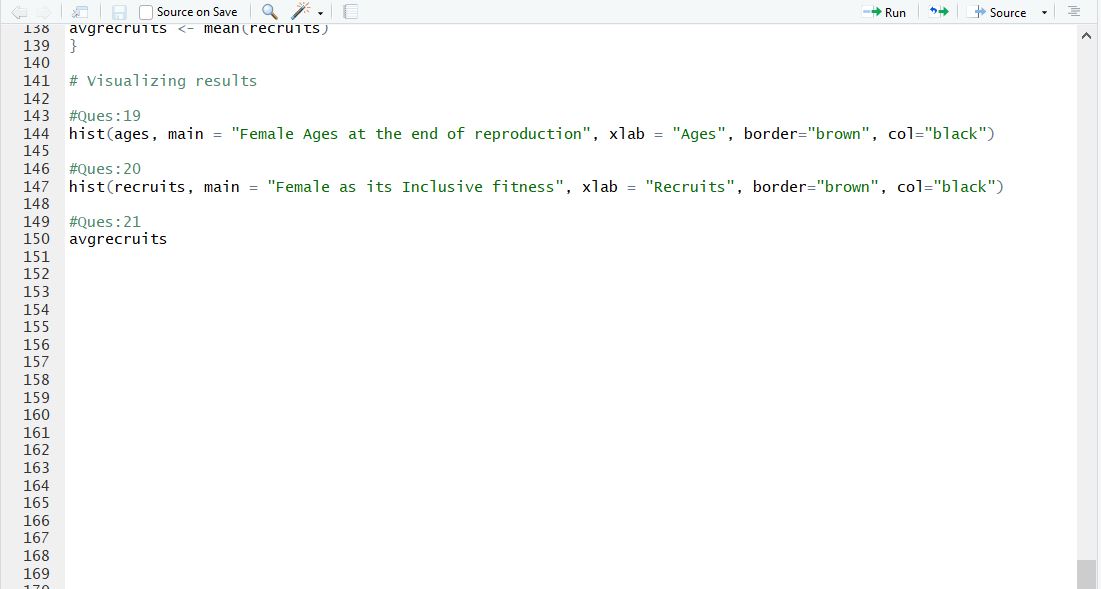 Source on Save
Run
Source
138 avgrecruits <- mean(recruits)
139 }
140
141 # Visualizing results
142
143 #Ques:19
144 hist(ages, main = "Female Ages at the end of reproduction", xlab = "Ages", border="brown", col="black")
145
146 #Ques:20
147 hist(recruits, main = "Female as its Inclusive fitness", xlab = "Recruits", border="brown", col="black")
148
149 #Ques:21
150 avgrecruits
151
152
153
154
155
156
157
158
159
160
161
162
163
164
165
166
167
168
169
170